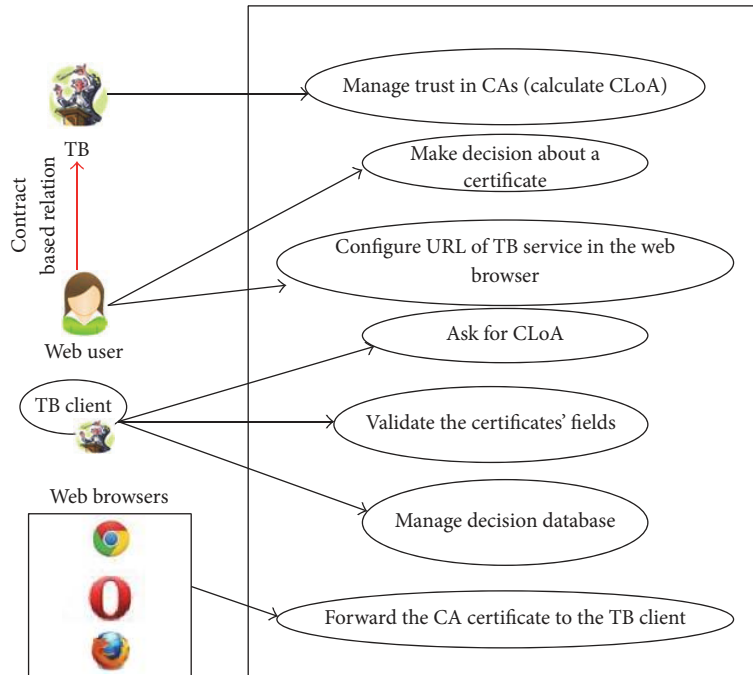 Manage trust in CAs (calculate CLoA)
TB
Make decision about a
certificate
Contract
based relation
Configure URL of TB service in the web
browser
Web user
Ask for CLoA
TB client
Validate the certificates' fields
Web browsers
Manage decision database
Forward the CA certificate to the TB client